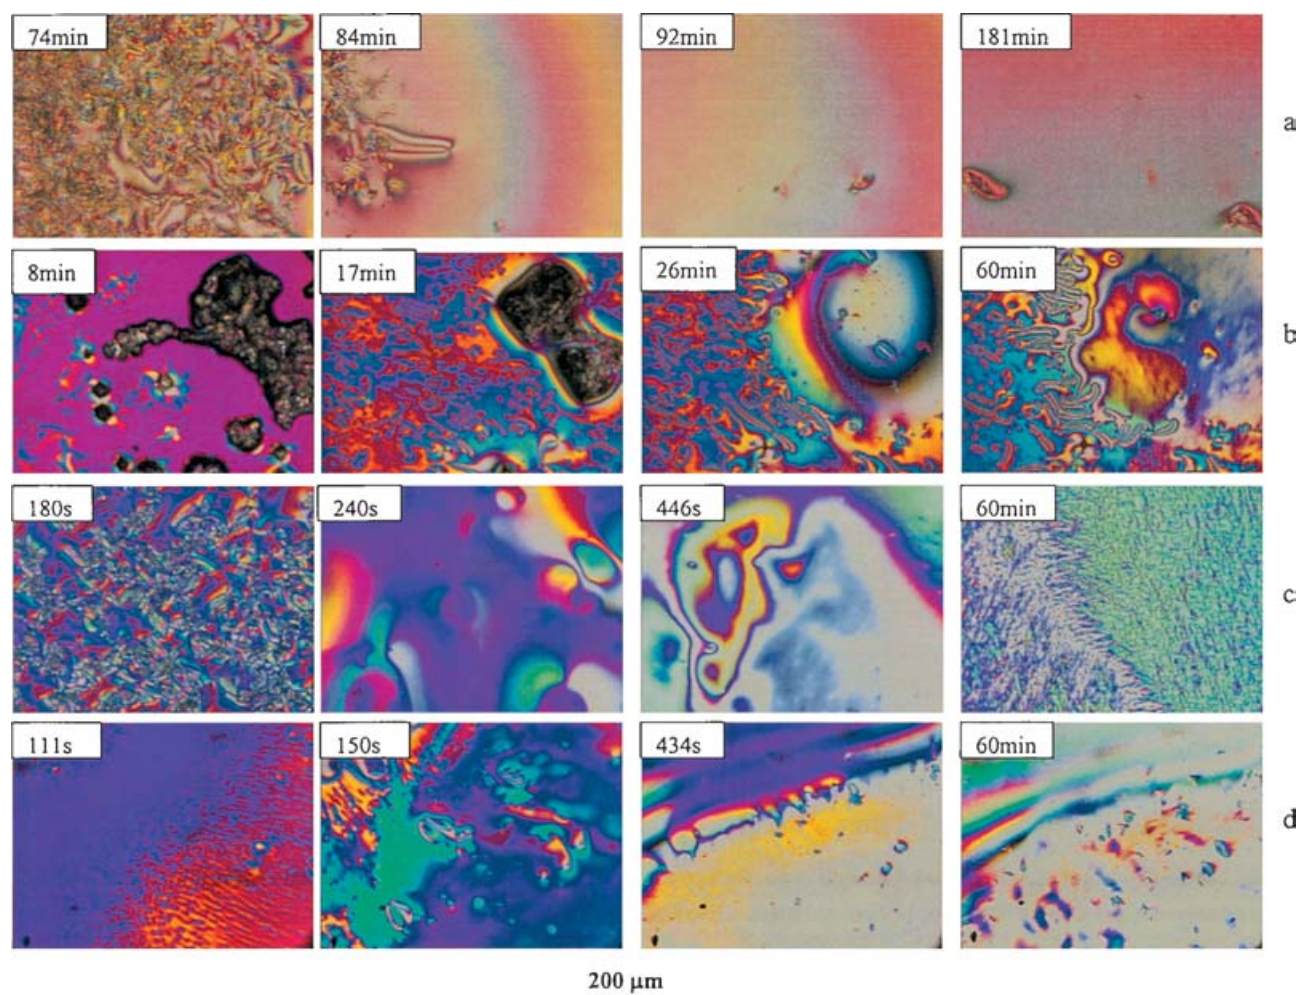 74min 84min 92min 181min a
8min 17min 26min 60min b
180s 240s 446s 60min c
111s 150s 434s 60min d
200 μm